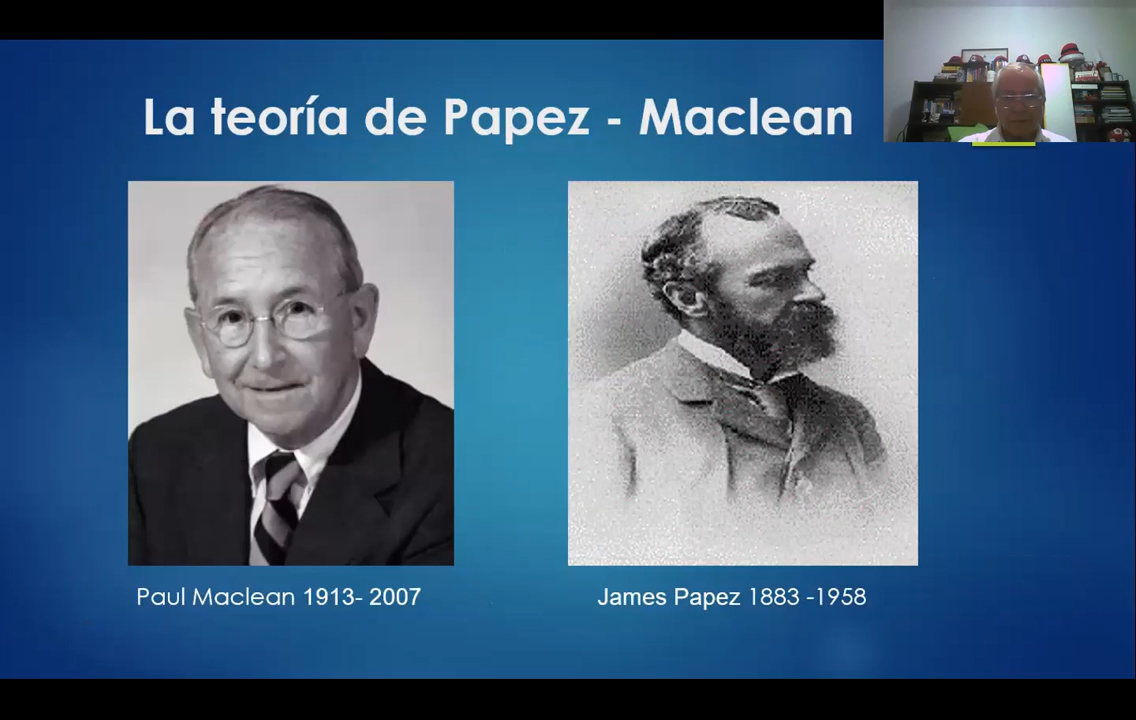 La teoría de Papez - Maclean
Paul Maclean 1913- 2007
James Papez 1883 -1958